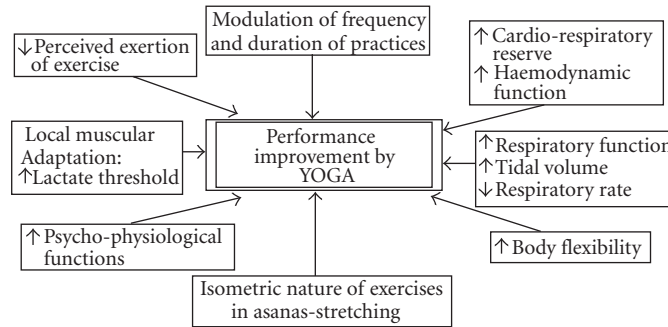 Modulation of frequency
and duration of practices
↓Perceived exertion
of exercise
↑ Cardio-respiratory
reserve
↑ Haemodynamic
function
Local muscular
Adaptation:
↑Lactate threshold
Performance
improvement by
YOGA
↑Respiratory function
↑Tidal volume
↓Respiratory rate
↑ Psycho-physiological
functions
↑ Body flexibility
Isometric nature of exercises
in asanas-stretching